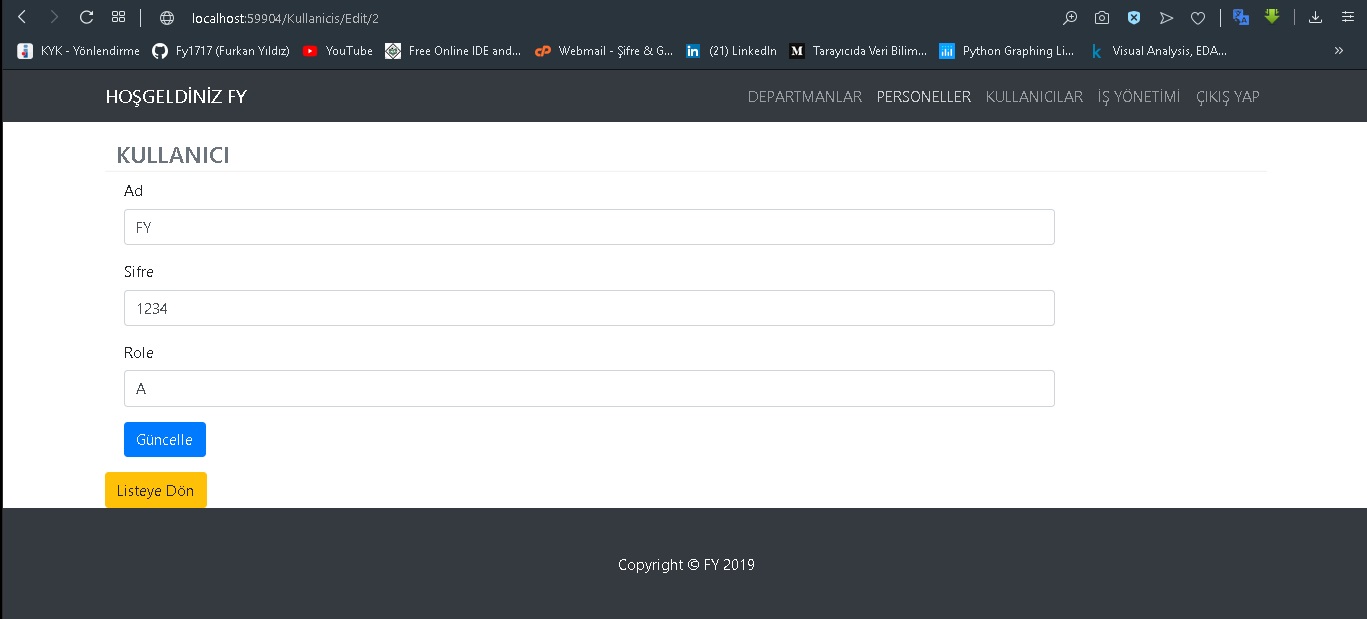 localhost:59904/Kullanicis/Edit/2
KYK - Yönlendirme Fy1717 (Furkan Yıldız) YouTube Free Online IDE and... Webmail - Şifre & G... (21) LinkedIn Tarayıcıda Veri Bilim... Python Graphing Li... Visual Analysis, EDA... »
HOŞGELDİNİZ FY DEPARTMANLAR PERSONELLER KULLANICILAR İŞ YÖNETİMİ ÇIKIŞ YAP
KULLANICI
Ad
FY
Sifre
1234
Role
A
Güncelle
Listeye Dön
Copyright © FY 2019